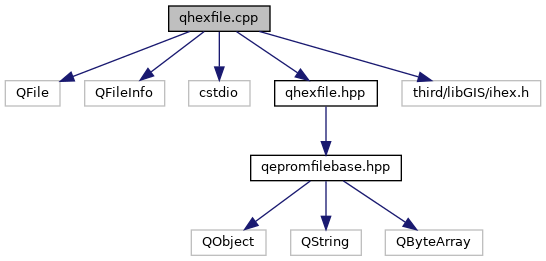 qhexfile.cpp
QFile
QFileInfo
cstdio
qhexfile.hpp
third/libGIS/ihex.h
qepromfilebase.hpp
QObject
QString
QByteArray